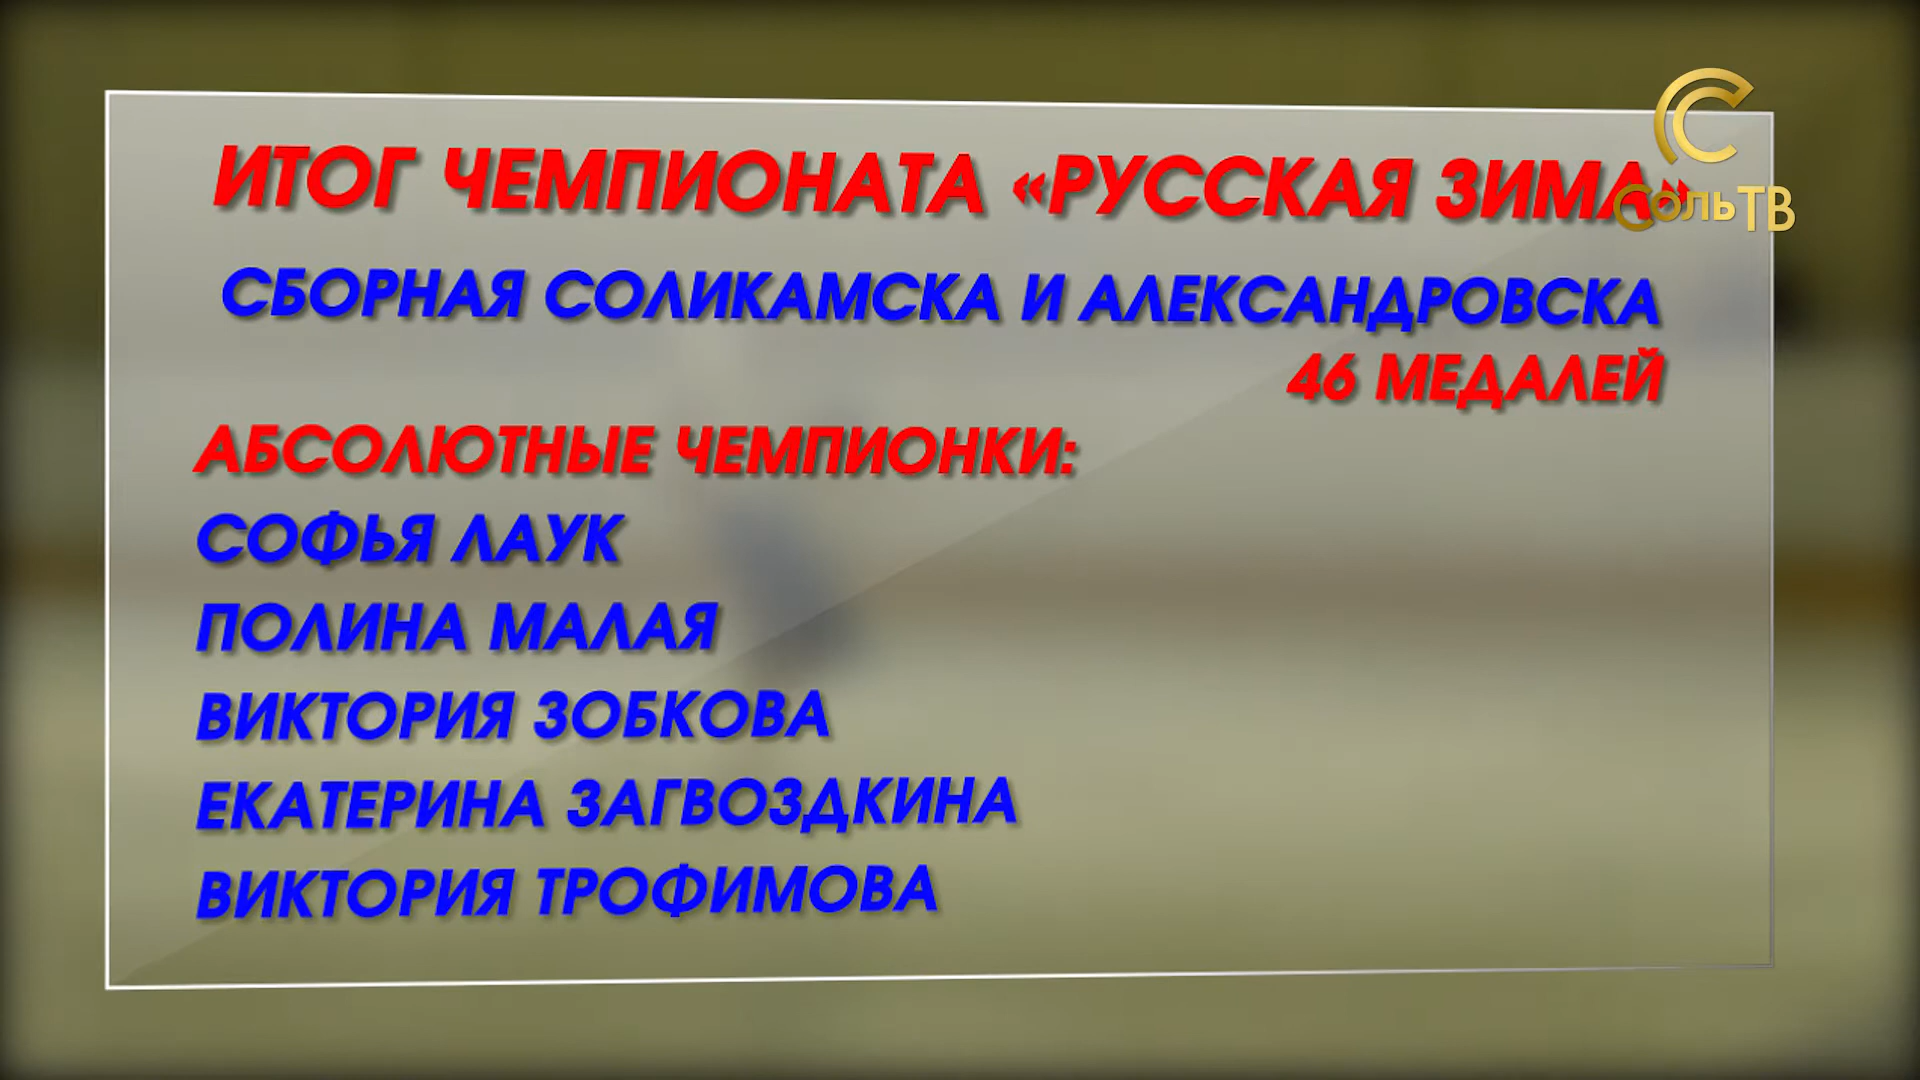 ИТОГ ЧЕМПИОНАТА «РУССКАЯ ЗИМА»
СОЛЬТВ
СБОРНАЯ СОЛИКАМСКА И АЛЕКСАНДРОВСКА
46 МЕДАЛЕЙ
АБСОЛЮТНЫЕ ЧЕМПИОНКИ:
СОФЬЯ ЛАУК
ПОЛИНА МАЛАЯ
ВИКТОРИЯ ЗОБКОВА
ЕКАТЕРИНА ЗАГВОЗДКИНА
ВИКТОРИЯ ТРОФИМОВА